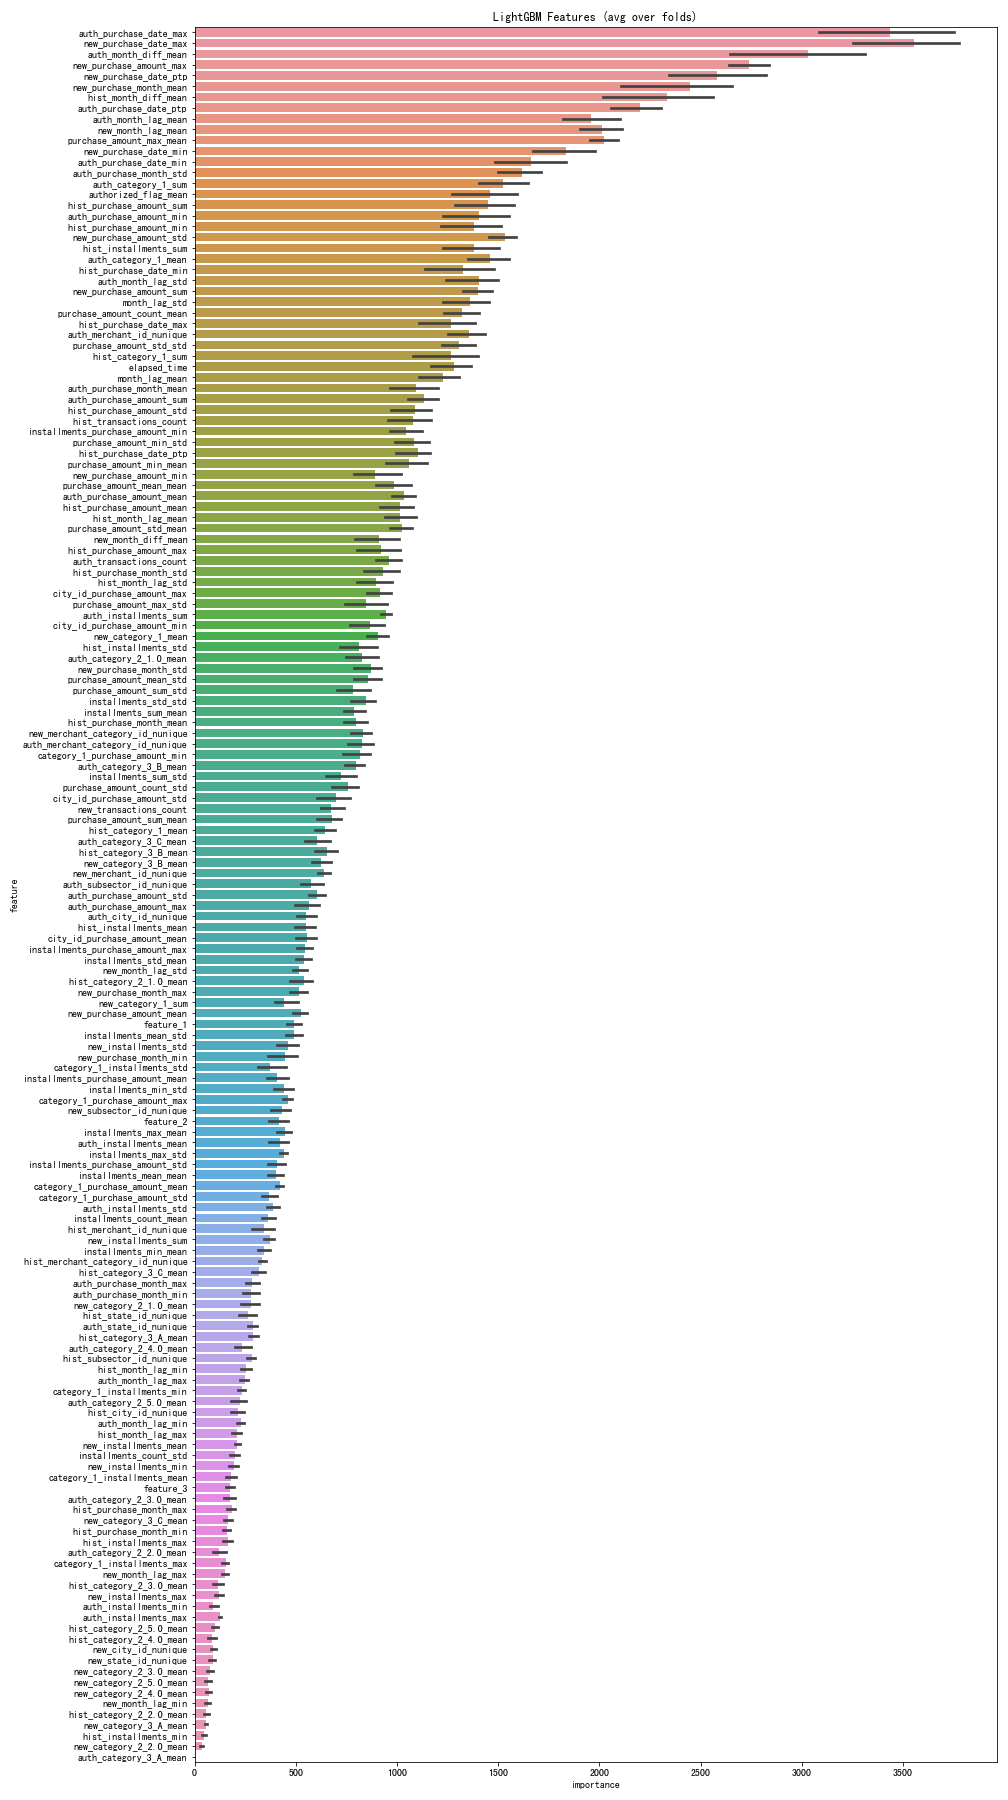 LightGBM Features (avg over folds)
auth_purchase_date_max
new_purchase_date_max
auth_month_diff_mean
new_purchase_amount_max
new_purchase_date_ptp
new_purchase_month_mean
hist_month_diff_mean
auth_purchase_date_ptp
auth_month_lag_mean
new_month_lag_mean
purchase_amount_max_mean
new_purchase_date_min
auth_purchase_date_min
auth_purchase_month_std
auth_category_1_sum
authorized_flag_mean
hist_purchase_amount_sum
auth_purchase_amount_min
hist_purchase_amount_min
new_purchase_amount_std
hist_installments_sum
auth_category_1_mean
hist_purchase_date_min
auth_month_lag_std
new_purchase_amount_sum
month_lag_std
purchase_amount_count_mean
hist_purchase_date_max
auth_merchant_id_nunique
purchase_amount_std_std
hist_category_1_sum
elapsed_time
month_lag_mean
auth_purchase_month_mean
auth_purchase_amount_sum
hist_purchase_amount_std
hist_transactions_count
installments_purchase_amount_min
purchase_amount_min_std
hist_purchase_date_ptp
purchase_amount_min_mean
new_purchase_amount_min
purchase_amount_mean_mean
auth_purchase_amount_mean
hist_purchase_amount_mean
hist_month_lag_mean
purchase_amount_std_mean
new_month_diff_mean
hist_purchase_amount_max
auth_transactions_count
hist_purchase_month_std
hist_month_lag_std
city_id_purchase_amount_max
purchase_amount_max_std
auth_installments_sum
city_id_purchase_amount_min
new_category_1_mean
hist_installments_std
auth_category_2_1.0_mean
new_purchase_month_std
purchase_amount_mean_std
purchase_amount_sum_std
installments_std_std
installments_sum_mean
hist_purchase_month_mean
new_merchant_category_id_nunique
auth_merchant_category_id_nunique
category_1_purchase_amount_min
auth_category_3_B_mean
installments_sum_std
purchase_amount_count_std
city_id_purchase_amount_std
new_transactions_count
purchase_amount_sum_mean
hist_category_1_mean
auth_category_3_C_mean
hist_category_3_B_mean
new_category_3_B_mean
new_merchant_id_nunique
auth_subsector_id_nunique
auth_purchase_amount_std
auth_purchase_amount_max
auth_city_id_nunique
hist_installments_mean
city_id_purchase_amount_mean
installments_purchase_amount_max
installments_std_mean
new_month_lag_std
hist_category_2_1.0_mean
new_purchase_month_max
new_category_1_sum
new_purchase_amount_mean
feature_1
installments_mean_std
new_installments_std
new_purchase_month_min
category_1_installments_std
installments_purchase_amount_mean
installments_min_std
category_1_purchase_amount_max
new_subsector_id_nunique
feature_2
installments_max_mean
auth_installments_mean
installments_max_std
installments_purchase_amount_std
installments_mean_mean
category_1_purchase_amount_mean
category_1_purchase_amount_std
auth_installments_std
installments_count_mean
hist_merchant_id_nunique
new_installments_sum
installments_min_mean
hist_merchant_category_id_nunique
hist_category_3_C_mean
auth_purchase_month_max
auth_purchase_month_min
new_category_2_1.0_mean
hist_state_id_nunique
auth_state_id_nunique
hist_category_3_A_mean
auth_category_2_4.0_mean
hist_subsector_id_nunique
hist_month_lag_min
auth_month_lag_max
category_1_installments_min
auth_category_2_5.0_mean
hist_city_id_nunique
auth_month_lag_min
hist_month_lag_max
new_installments_mean
installments_count_std
new_installments_min
category_1_installments_mean
feature_3
auth_category_2_3.0_mean
hist_purchase_month_max
new_category_3_C_mean
hist_purchase_month_min
hist_installments_max
auth_category_2_2.0_mean
category_1_installments_max
new_month_lag_max
hist_category_2_3.0_mean
new_installments_max
auth_installments_min
auth_installments_max
hist_category_2_5.0_mean
hist_category_2_4.0_mean
new_city_id_nunique
new_state_id_nunique
new_category_2_3.0_mean
new_category_2_5.0_mean
new_category_2_4.0_mean
new_month_lag_min
hist_category_2_2.0_mean
new_category_3_A_mean
hist_installments_min
new_category_2_2.0_mean
auth_category_3_A_mean
feature
0 500 1000 1500 2000 2500 3000 3500
importance